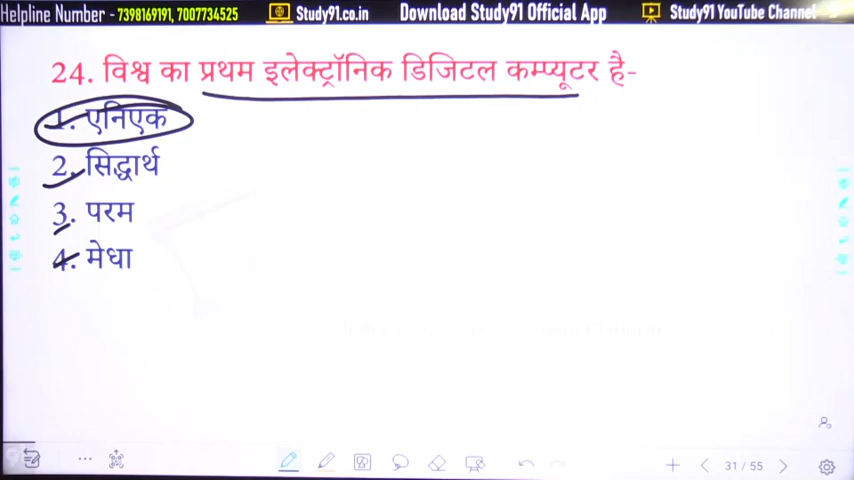 Helpline Number - 7398169191, 7007734525 Study91.co.in Download Study91 Official App Study91 YouTube Channel
24. विश्व का प्रथम इलेक्ट्रॉनिक डिजिटल कम्प्यूटर है-
1. एनिएक
2. सिद्धार्थ
3. परम
4. मेधा
31 / 55